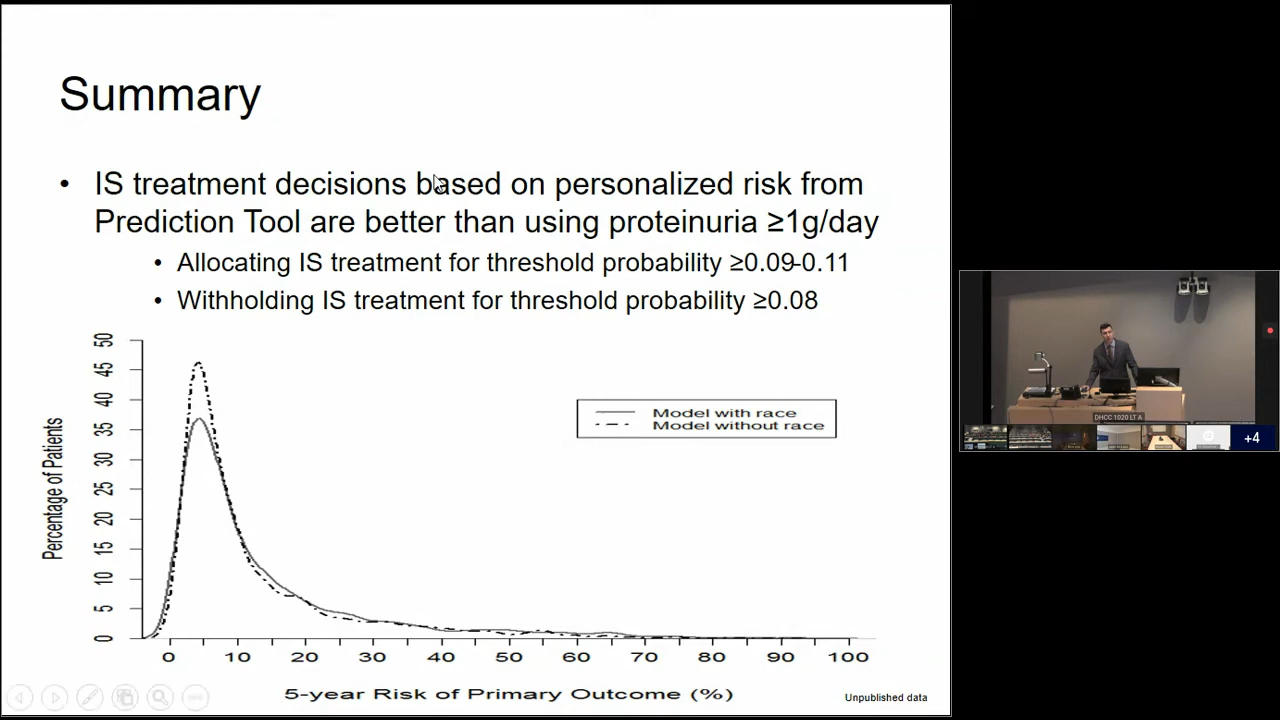 Summary
• IS treatment decisions based on personalized risk from
Prediction Tool are better than using proteinuria ≥1g/day
• Allocating IS treatment for threshold probability ≥0.09-0.11
• Withholding IS treatment for threshold probability ≥0.08
50
45
40
35
30
25
20
15
10
5
0
Percentage of Patients
Model with race
Model without race
0 10 20 30 40 50 60 70 80 90 100
5-year Risk of Primary Outcome (%)
Unpublished data
DHCC 1020 LT A
+4